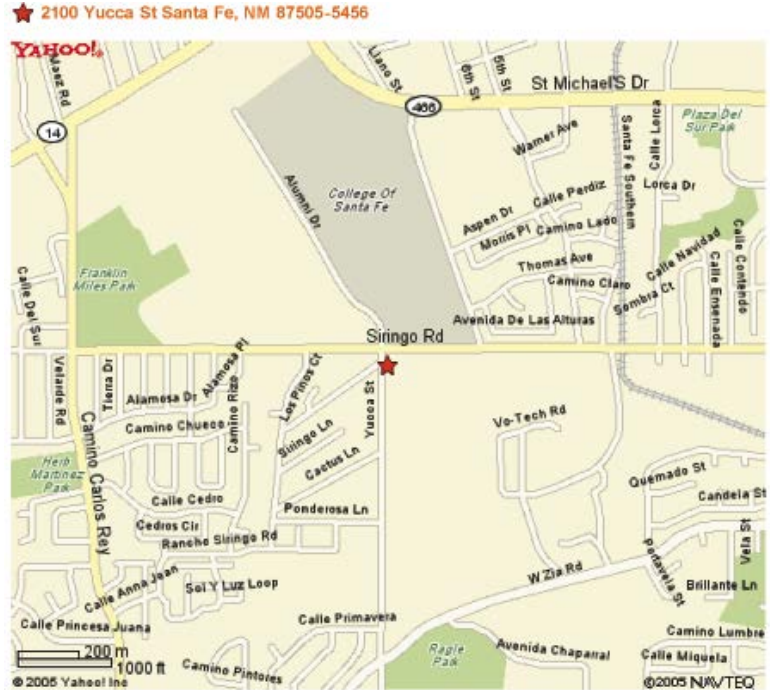 2100 Yucca St Santa Fe, NM 87505-5456
YAHOO!
Maez Rd
Llano St
6th St
5th St
St Michael'S Dr
466
14
Plaza Del
Sur Park
Warner Ave
Santa Fe Southern
Calle Lorca
Alumni Dr
College Of
Santa Fe
Lorca Dr
Calle Perdiz
Aspen Dr
Camino Lado
Morris Pl
Thomas Ave
Calle Navidad
Calle Ensenada
Calle Contento
Franklin
Miles Park
Camino Claro
Sombra Ct
Calle Del Sur
Avenida De Las Alturas
Siringo Rd
Velarde Rd
Tierra Dr
Alamosa Pl
Los Pinos Ct
Alamosa Dr
Camino Rizo
Yucca St
Vo-Tech Rd
Camino Chueco
Siringo Ln
Camino Carlos Rey
Herb
Martinez
Park
Cactus Ln
Quemado St
Candela St
Calle Cedro
Ponderosa Ln
Cedros Cir
Rancho Siringo Rd
Vela St
Portavela St
W Zia Rd
Calle Anna Jean
Sol Y Luz Loop
Brillante Ln
Calle Princesa Juana
Calle Primavera
Camino Lumbre
Ragle
Park
Avenida Chaparral
Calle Miquela
200 m
1000 ft
Camino Pintores
©2005 Yahoo! Inc
©2005 NAVTEQ